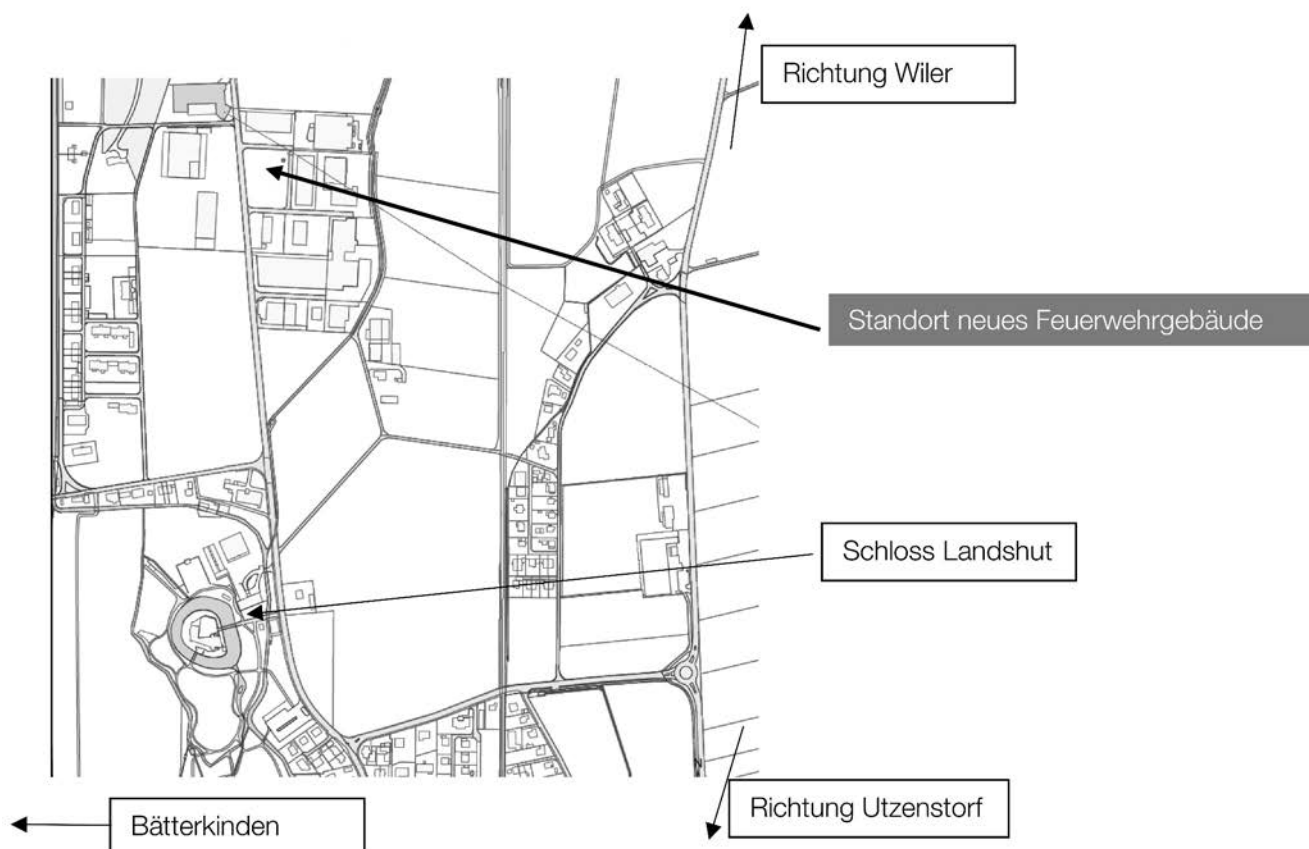 Richtung Wiler
Standort neues Feuerwehrgebäude
Schloss Landshut
Richtung Utzenstorf
Bätterkinden